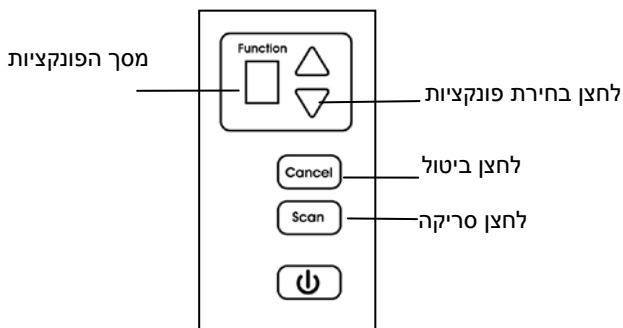 Function
מסך הפונקציות
לחצן בחירת פונקציות
לחצן ביטול
Cancel
לחצן סריקה
Scan